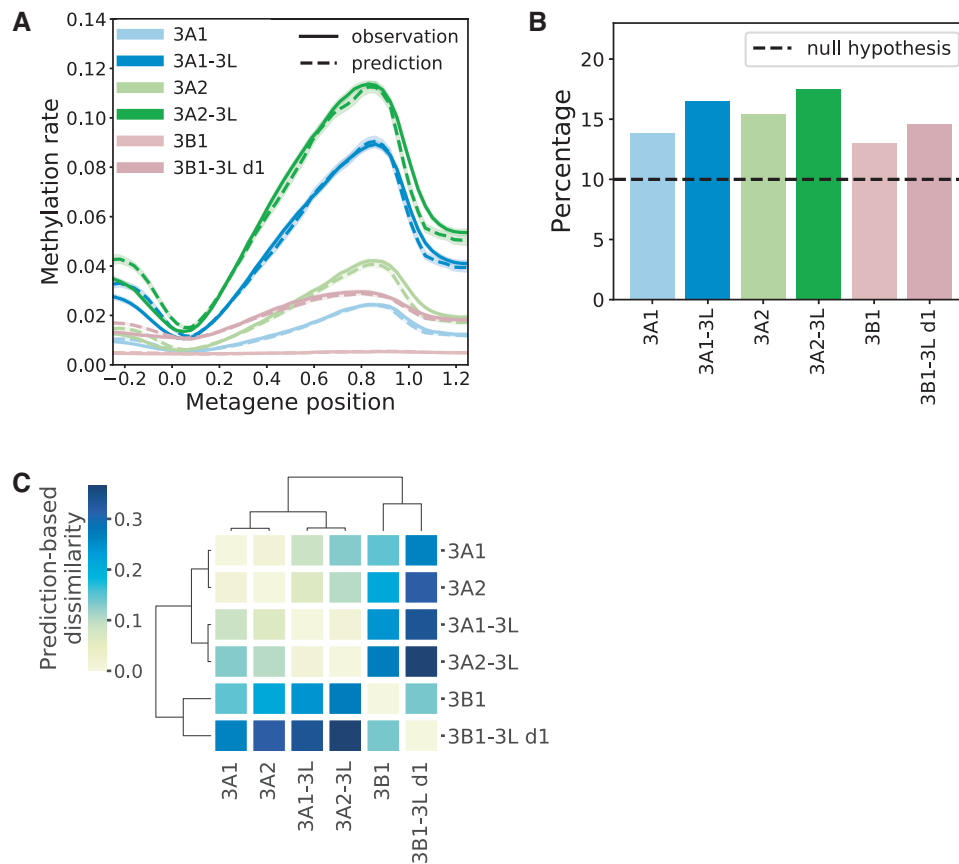 A
0.14
0.12
0.10
0.08
0.06
0.04
0.02
0.00
Methylation rate
3A1
3A1-3L
3A2
3A2-3L
3B1
3B1-3L d1
observation
prediction
−0.2 0.0 0.2 0.4 0.6 0.8 1.0 1.2
Metagene position
B
null hypothesis
20
15
10
5
0
Percentage
3A1
3A1-3L
3A2
3A2-3L
3B1
3B1-3L d1
C
Prediction-based
dissimilarity
0.3
0.2
0.1
0.0
3A1
3A2
3A1-3L
3A2-3L
3B1
3B1-3L d1
3A1
3A2
3A1-3L
3A2-3L
3B1
3B1-3L d1